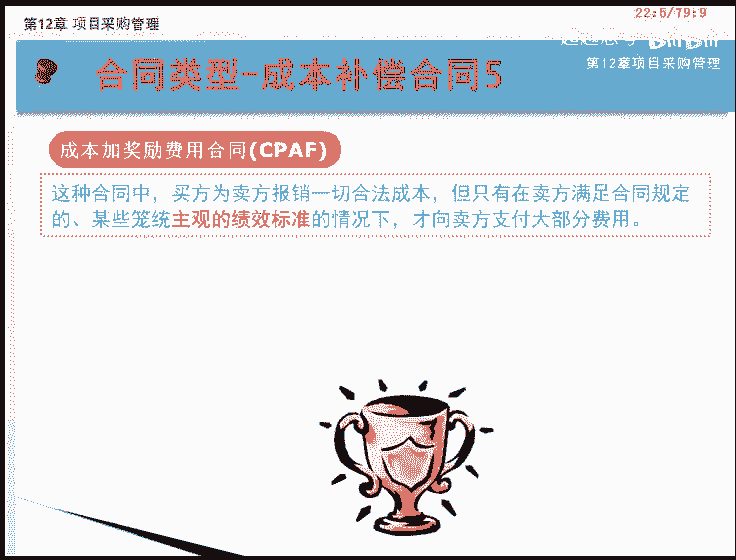 第12章 项目采购管理
22:5/79:9
第12章项目采购管理
合同类型-成本补偿合同5
成本加奖励费用合同(CPAF)
这种合同中，买方为卖方报销一切合法成本，但只有在卖方满足合同规定
的、某些笼统主观的绩效标准的情况下，才向卖方支付大部分费用。